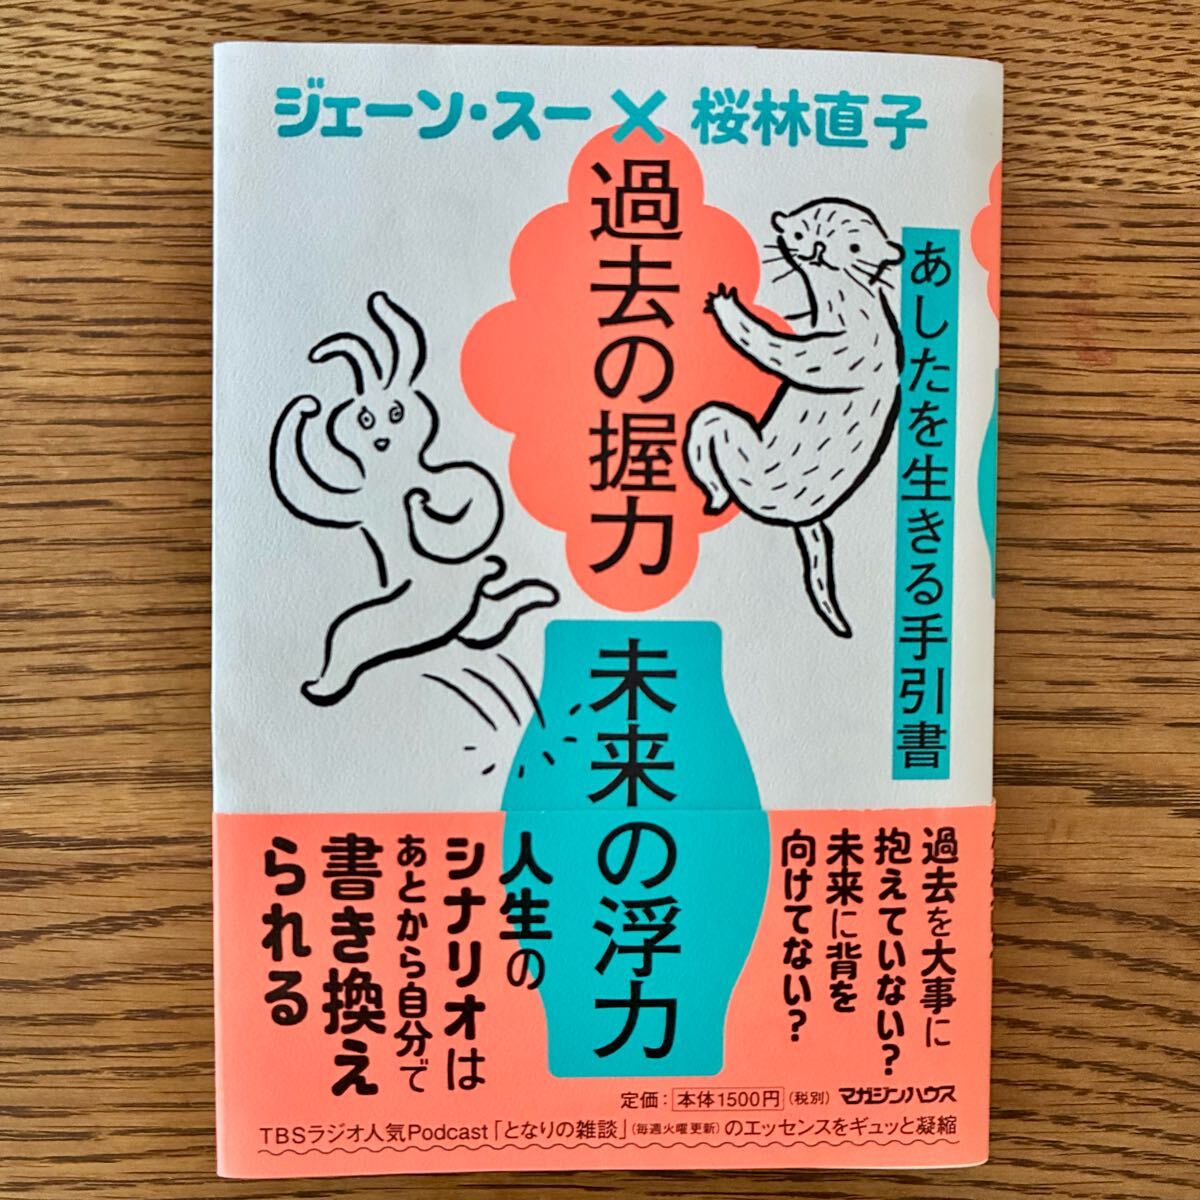 ジェーン・スー×桜林直子
あしたを生きる手引書
過去の握力
未来の浮力
過去を大事に
抱えていない?
未来に背を
向けてない?
人生の
シナリオは
あとから自分で
書き換え
られる
定価：本体1500円（税別） マガジンハウス
TBSラジオ人気Podcast「となりの雑談」（毎週火曜更新）のエッセンスをギュッと凝縮